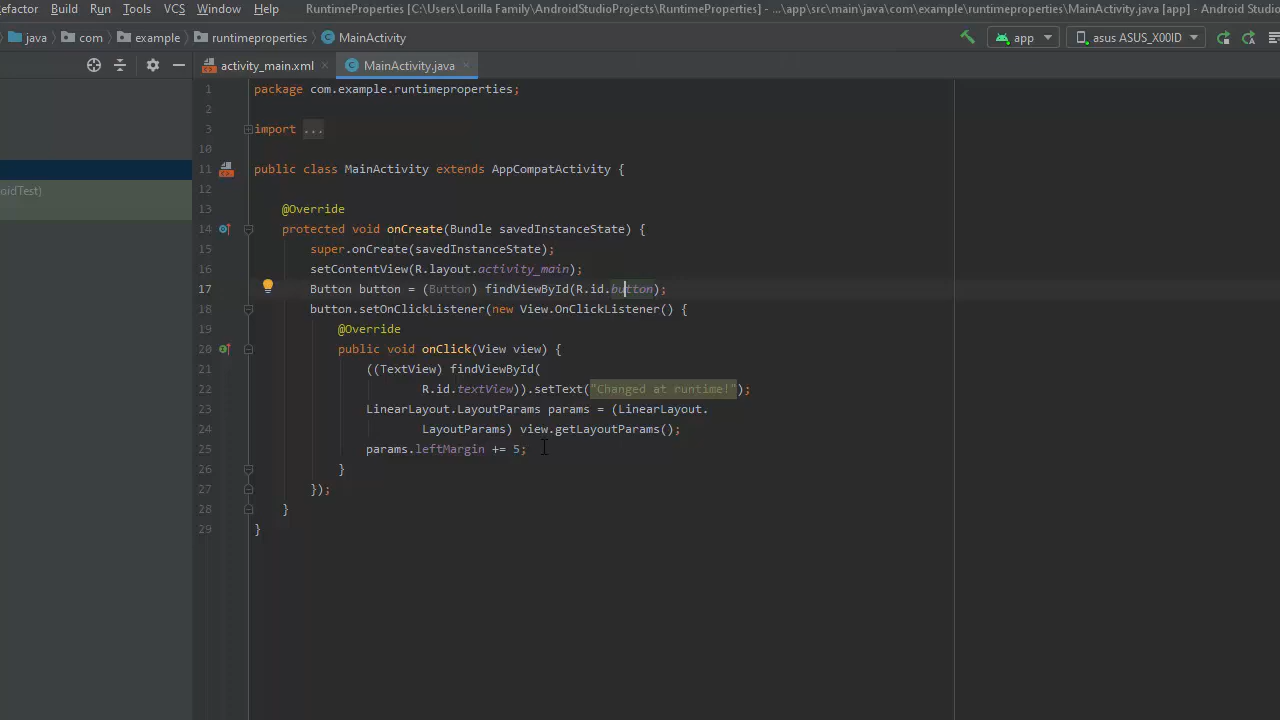 efactor Build Run Tools VCS Window Help RuntimeProperties [C:\Users\Lorilla Family\AndroidStudioProjects\RuntimeProperties] - ...\app\src\main\java\com\example\runtimeproperties\MainActivity.java [app] - Android Studio
java com example runtimeproperties MainActivity app asus ASUS_X00ID
activity_main.xml MainActivity.java
1 package com.example.runtimeproperties;
2
3 import ...
10
11 public class MainActivity extends AppCompatActivity {
12
oidTest)
13 @Override
14 protected void onCreate(Bundle savedInstanceState) {
15 super.onCreate(savedInstanceState);
16 setContentView(R.layout.activity_main);
17 Button button = (Button) findViewById(R.id.button);
18 button.setOnClickListener(new View.OnClickListener() {
19 @Override
20 public void onClick(View view) {
21 ((TextView) findViewById(
22 R.id.textView)).setText("Changed at runtime!");
23 LinearLayout.LayoutParams params = (LinearLayout.
24 LayoutParams) view.getLayoutParams();
25 params.leftMargin += 5;
26 }
27 });
28 }
29 }